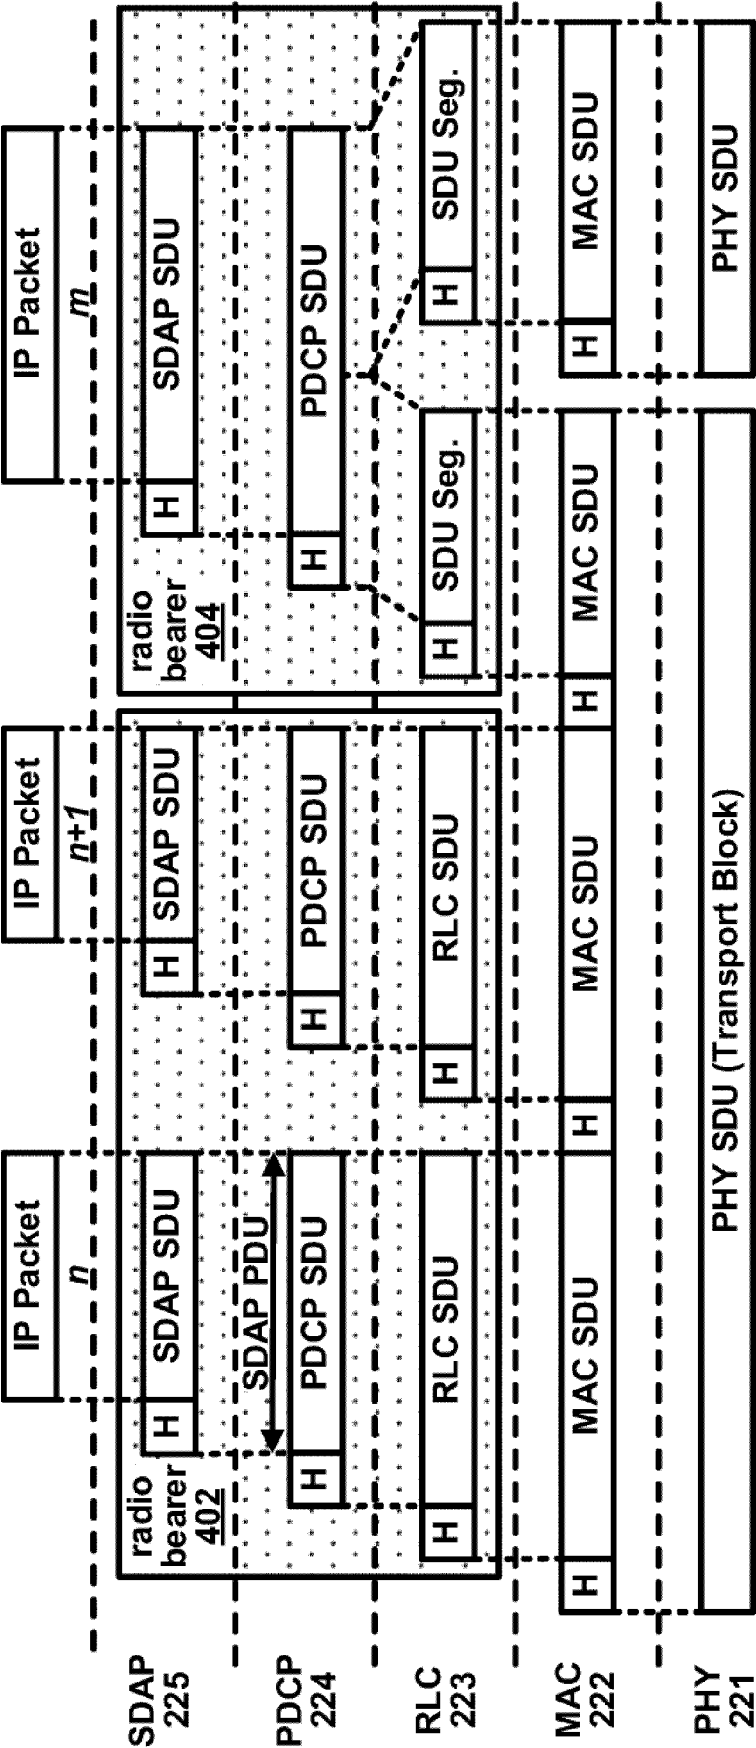 IP Packet
IP Packet
IP Packet
n
n+1
m
SDAP
225
radio
bearer
402
H
SDAP SDU
H
SDAP SDU
radio
bearer
404
H
SDAP SDU
SDAP PDU
PDCP
224
H
PDCP SDU
H
PDCP SDU
H
PDCP SDU
RLC
223
H
RLC SDU
H
RLC SDU
H
SDU Seg.
H
SDU Seg.
MAC
222
H
MAC SDU
H
MAC SDU
H
MAC SDU
H
MAC SDU
PHY
221
PHY SDU (Transport Block)
PHY SDU